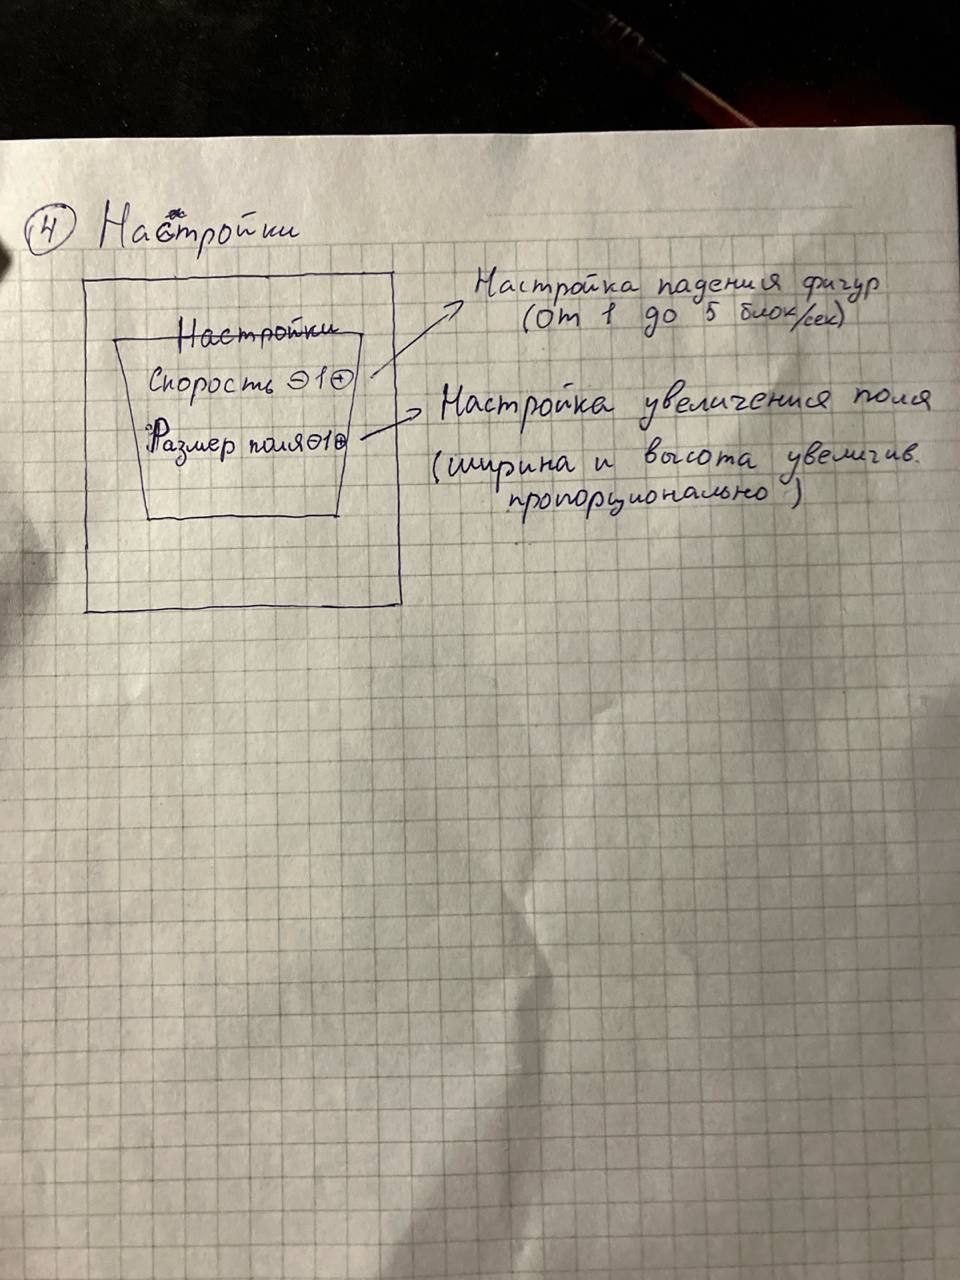 4 Настройки
Настройки
Скорость ⊖1⊕
Размер поля⊖1⊕
Настройка падения фигур
(от 1 до 5 блок/сек)
Настройка увеличения поля
(ширина и высота увеличив.
пропорционально)